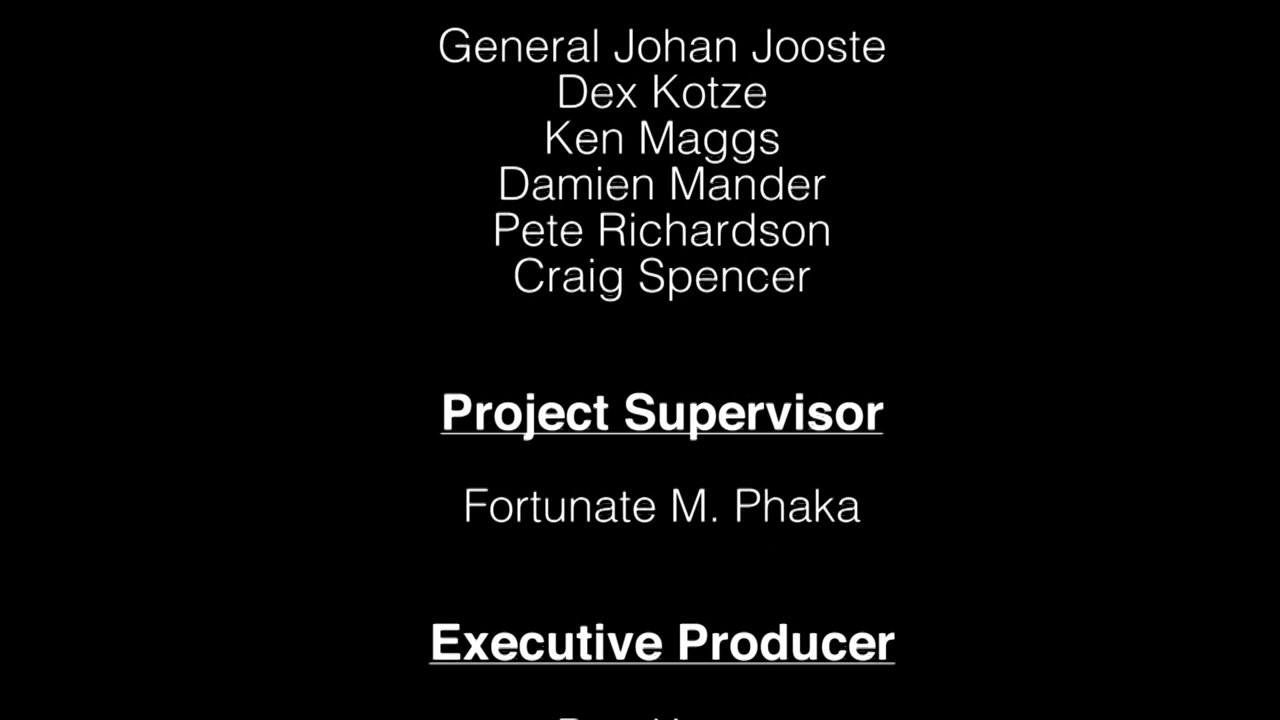 General Johan Jooste
Dex Kotze
Ken Maggs
Damien Mander
Pete Richardson
Craig Spencer
Project Supervisor
Fortunate M. Phaka
Executive Producer